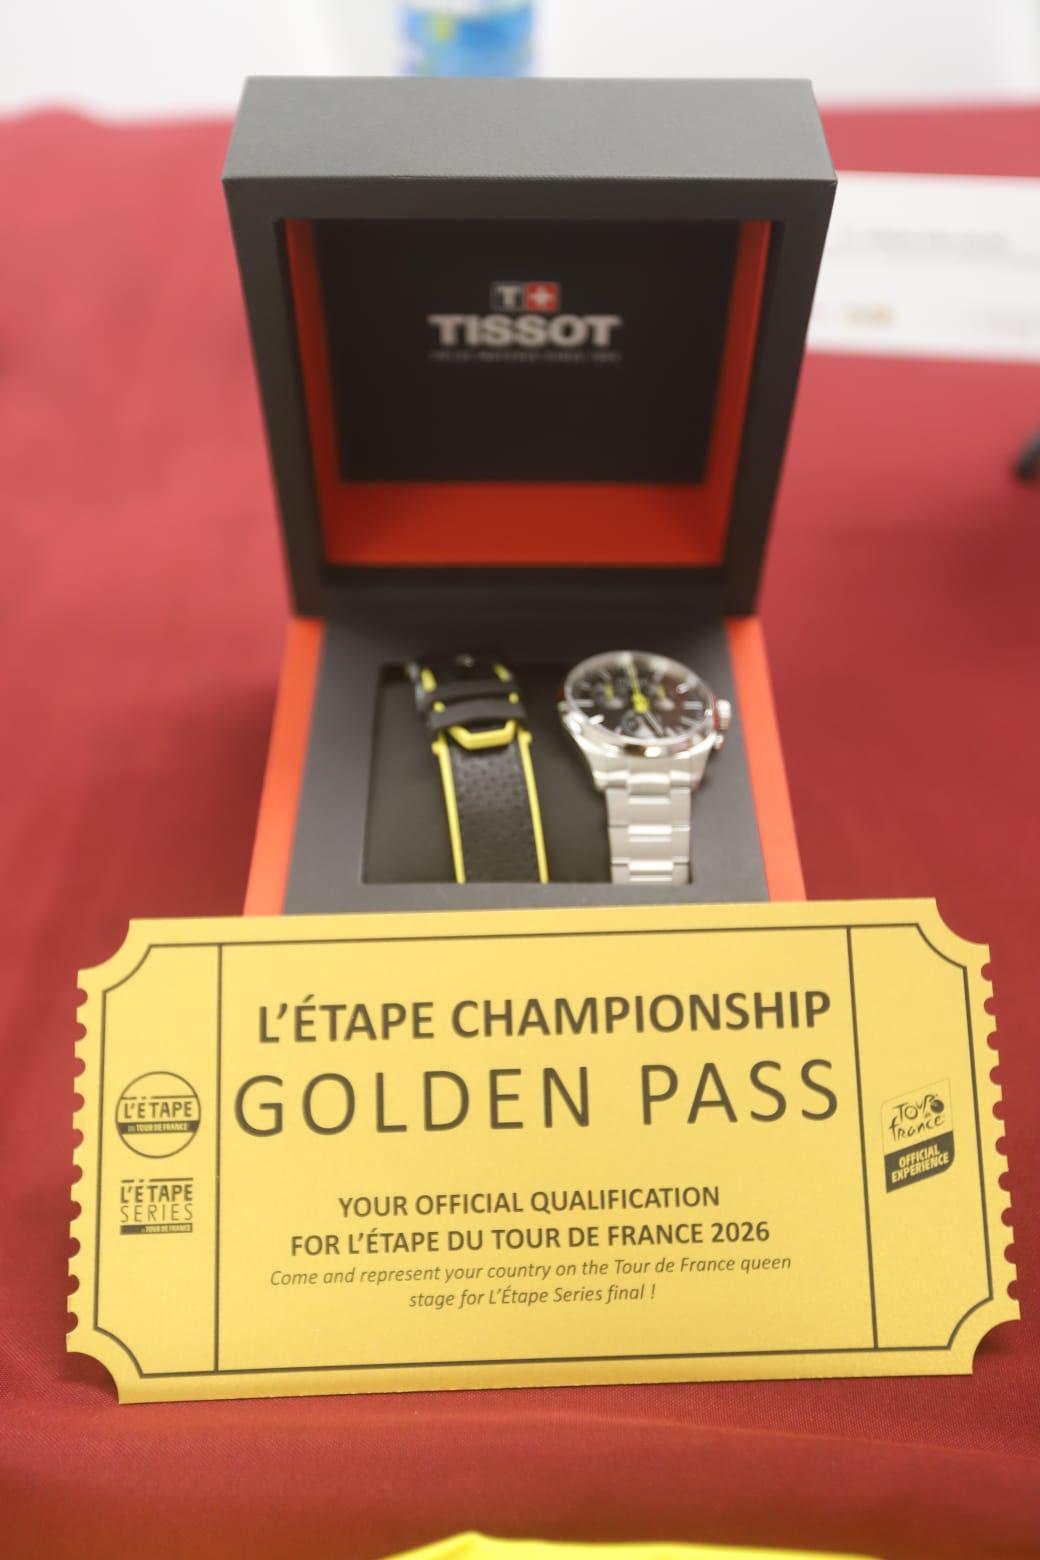 T+
TISSOT
L'ÉTAPE CHAMPIONSHIP
GOLDEN PASS
YOUR OFFICIAL QUALIFICATION
FOR L'ÉTAPE DU TOUR DE FRANCE 2026
Come and represent your country on the Tour de France queen
stage for L'Étape Series final !
L'ÉTAPE
DU TOUR DE FRANCE
L'ÉTAPE
SERIES
TOUR DE FRANCE
LE TOUR de france
OFFICIAL
EXPERIENCE